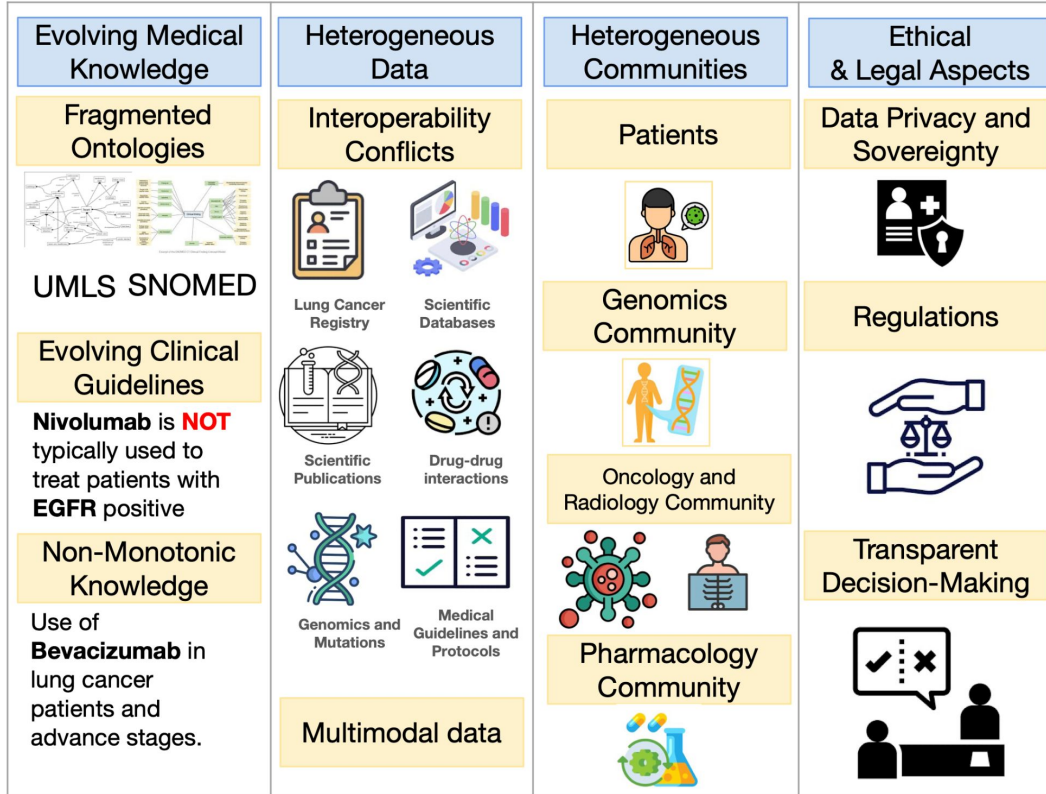 Evolving Medical
Knowledge
Fragmented
Ontologies
UMLS SNOMED
Evolving Clinical
Guidelines
Nivolumab is NOT
typically used to
treat patients with
EGFR positive
Non-Monotonic
Knowledge
Use of
Bevacizumab in
lung cancer
patients and
advance stages.
Heterogeneous
Data
Interoperability
Conflicts
Lung Cancer
Registry
Scientific
Databases
Scientific
Publications
Drug-drug
interactions
Genomics and
Mutations
Medical
Guidelines and
Protocols
Multimodal data
Heterogeneous
Communities
Patients
Genomics
Community
Oncology and
Radiology Community
Pharmacology
Community
Ethical
& Legal Aspects
Data Privacy and
Sovereignty
Regulations
Transparent
Decision-Making